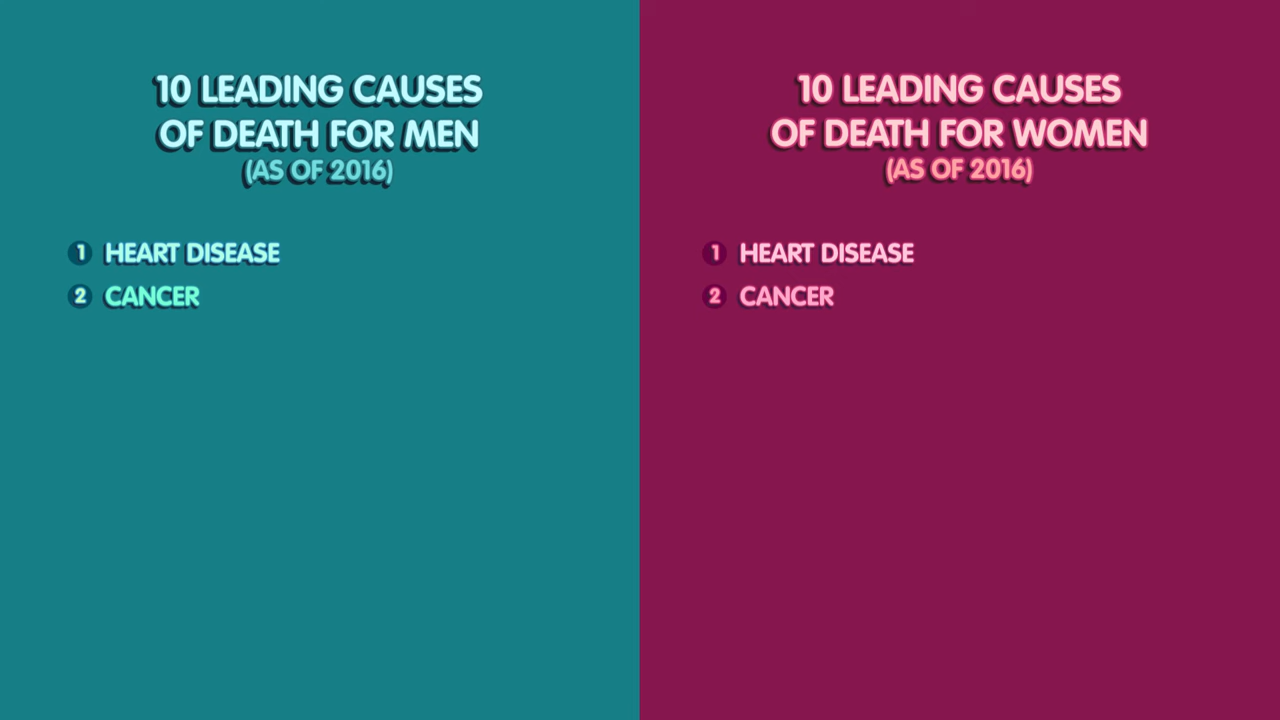 10 LEADING CAUSES
OF DEATH FOR MEN
(AS OF 2016)
1 HEART DISEASE
2 CANCER
10 LEADING CAUSES
OF DEATH FOR WOMEN
(AS OF 2016)
1 HEART DISEASE
2 CANCER